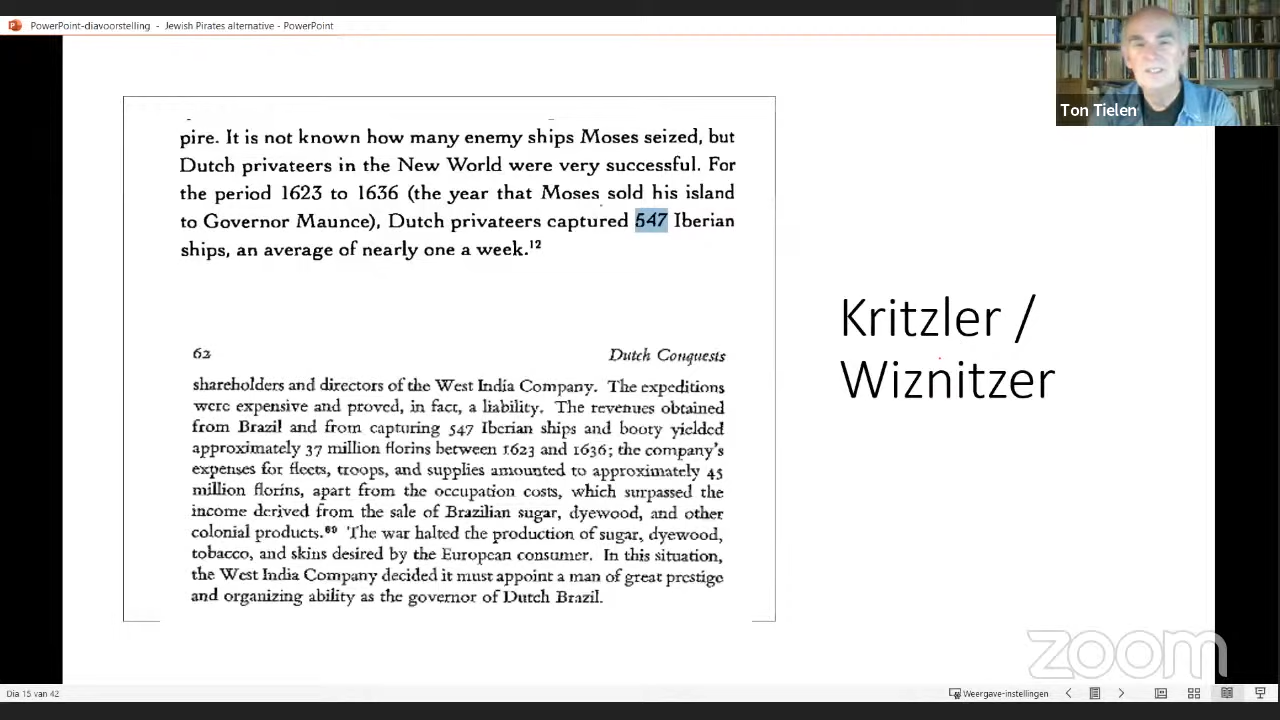 PowerPoint-diavoorstelling - Jewish Pirates alternative - PowerPoint
Ton Tielen
pire. It is not known how many enemy ships Moses seized, but
Dutch privateers in the New World were very successful. For
the period 1623 to 1636 (the year that Moses sold his island
to Governor Maunce), Dutch privateers captured 547 Iberian
ships, an average of nearly one a week.¹²
62 Dutch Conquests
shareholders and directors of the West India Company. The expeditions
were expensive and proved, in fact, a liability. The revenues obtained
from Brazil and from capturing 547 Iberian ships and booty yielded
approximately 37 million florins between 1623 and 1636; the company's
expenses for fleets, troops, and supplies amounted to approximately 45
million florins, apart from the occupation costs, which surpassed the
income derived from the sale of Brazilian sugar, dyewood, and other
colonial products.⁶⁹ The war halted the production of sugar, dyewood,
tobacco, and skins desired by the European consumer. In this situation,
the West India Company decided it must appoint a man of great prestige
and organizing ability as the governor of Dutch Brazil.
Kritzler /
Wiznitzer
zoom
Dia 15 van 42
Weergave-instellingen